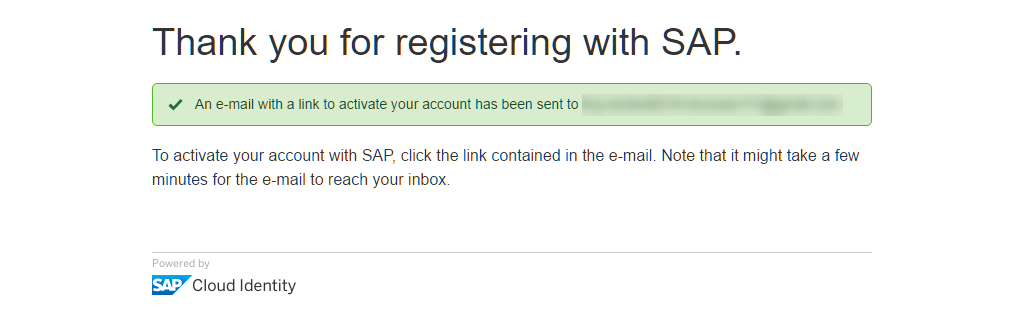 Thank you for registering with SAP.
An e-mail with a link to activate your account has been sent to
To activate your account with SAP, click the link contained in the e-mail. Note that it might take a few
minutes for the e-mail to reach your inbox.
Powered by
SAP Cloud Identity